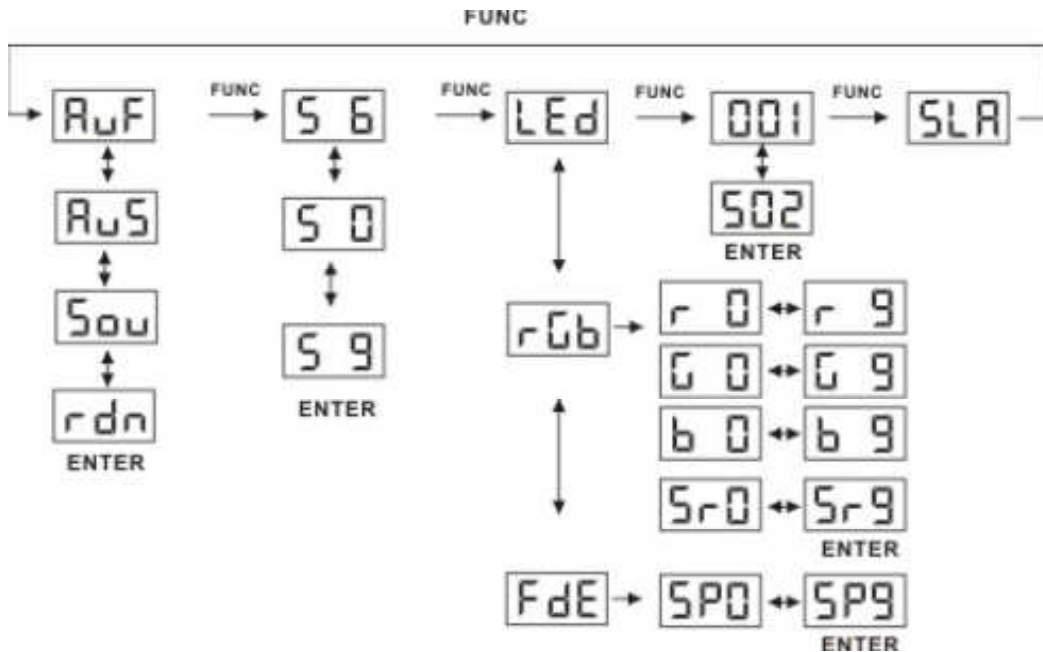 FUNC
AuF FUNC S 6 FUNC LEd FUNC 001 FUNC SLA
AuS S 0 S02
ENTER
Sou S 9 rGb r 0 r 9
G 0 G 9
rdn ENTER b 0 b 9
ENTER
Sr0 Sr9
ENTER
FdE SP0 SP9
ENTER